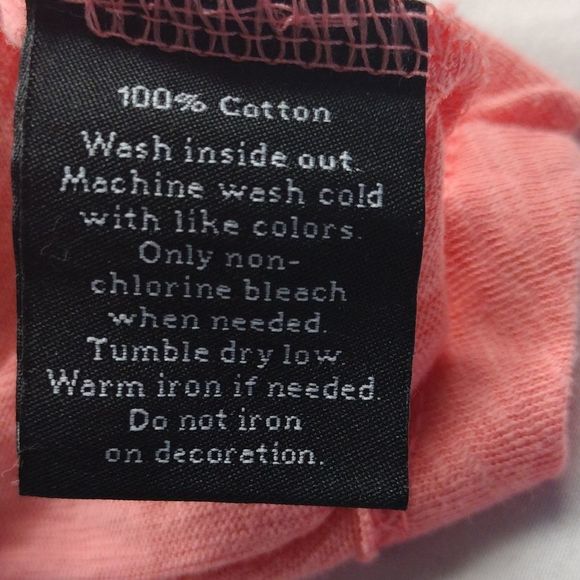 100% Cotton
Wash inside out.
Machine wash cold
with like colors.
Only non-
chlorine bleach
when needed.
Tumble dry low.
Warm iron if needed.
Do not iron
on decoration.